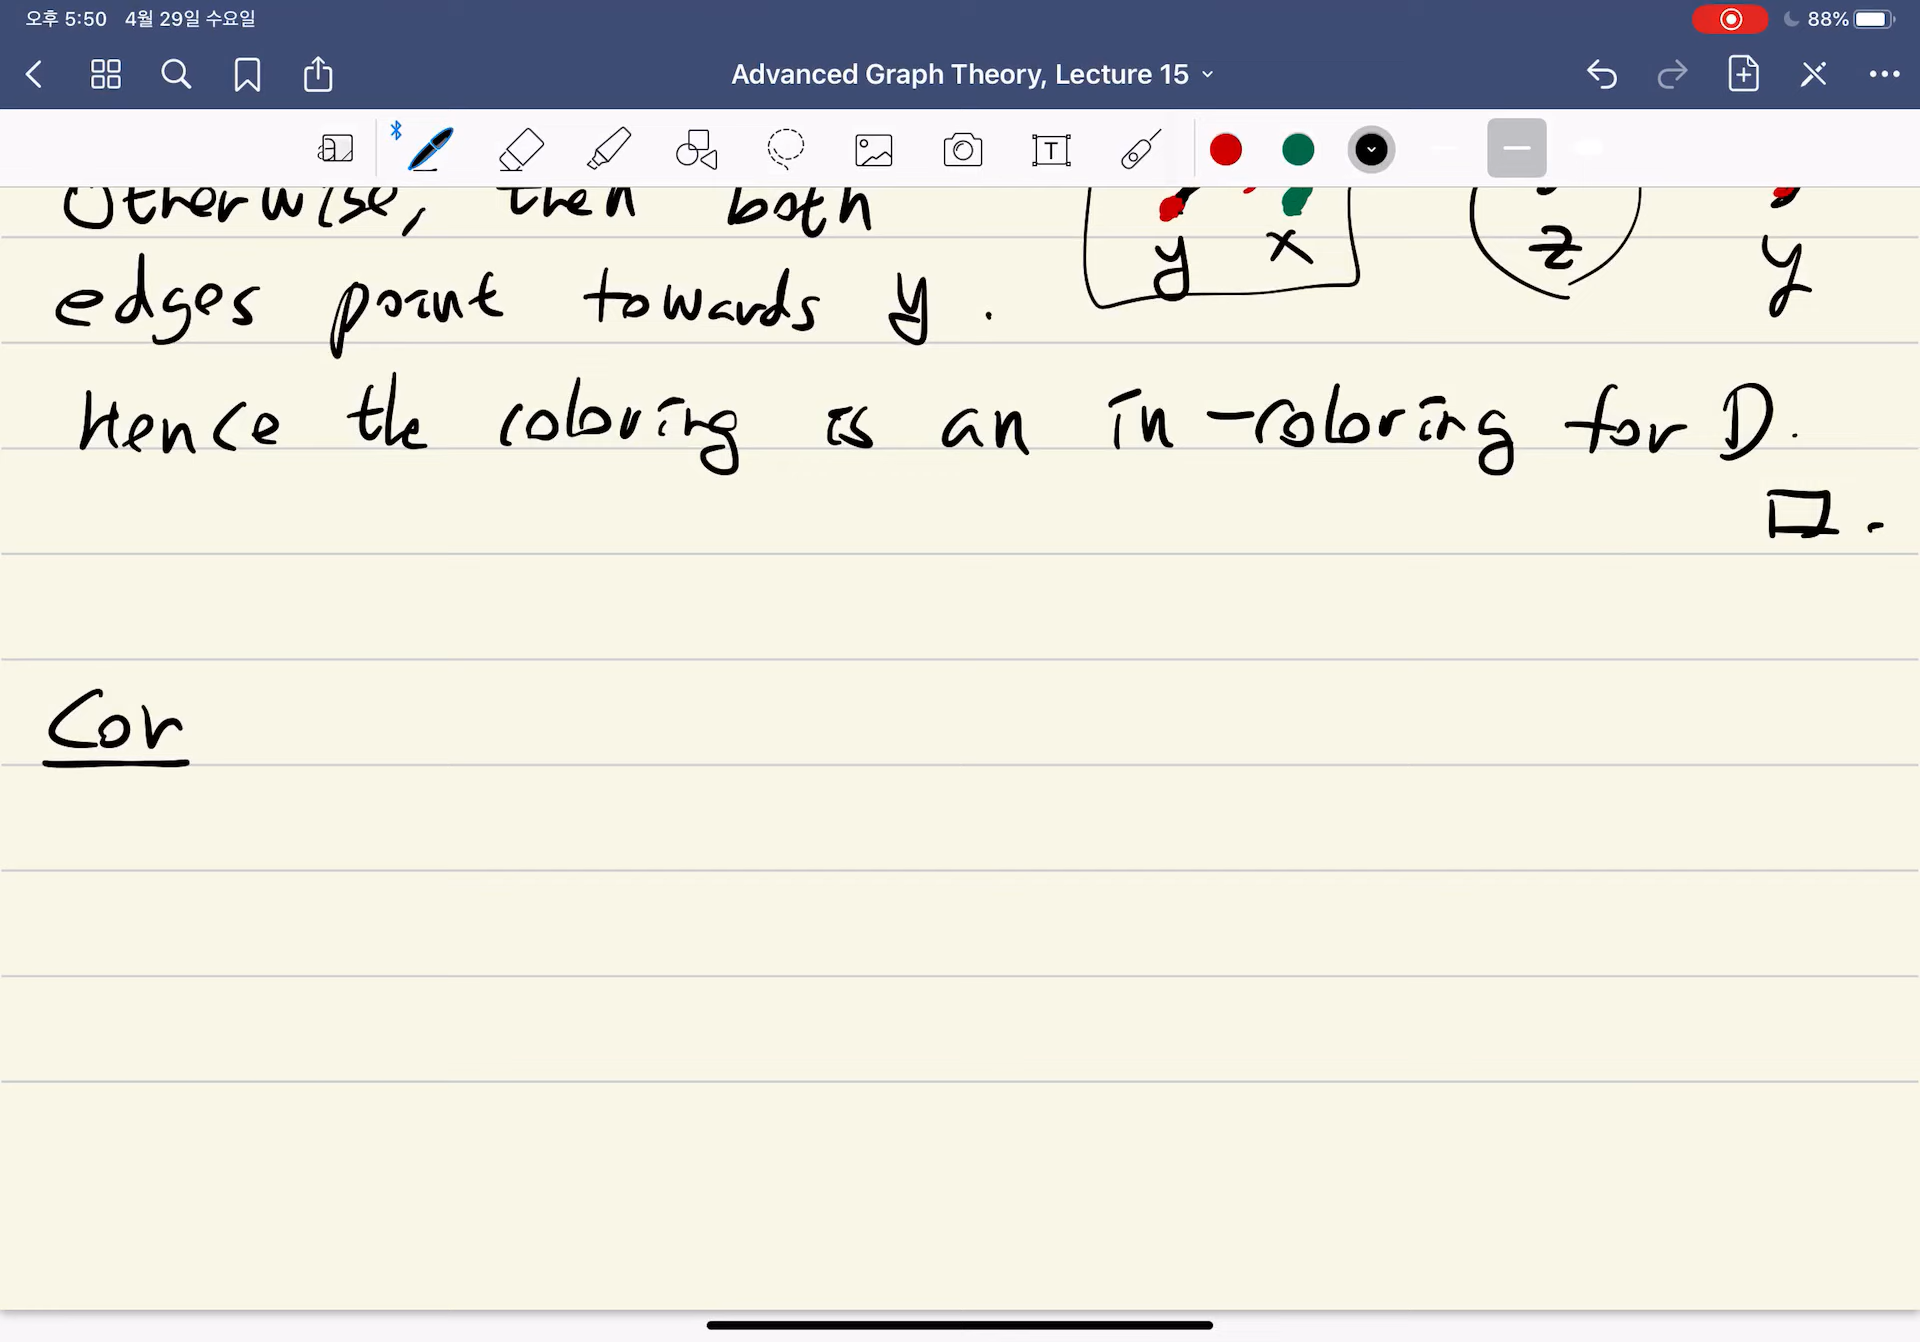 오후 5:50 4월 29일 수요일 88%
Advanced Graph Theory, Lecture 15
Otherwise, then both
y x z y
edges point towards y.
Hence the coloring is an in-coloring for D.
□.
Cor